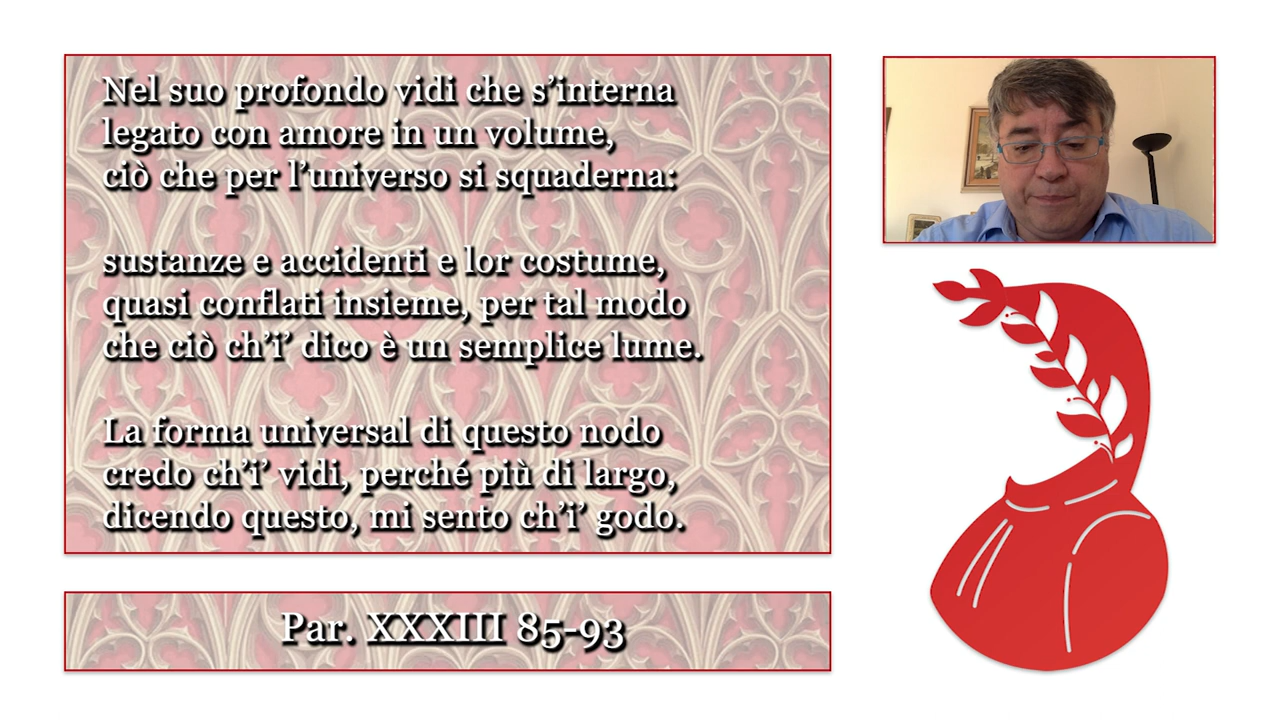 Nel suo profondo vidi che s’interna
legato con amore in un volume,
ciò che per l’universo si squaderna:
sustanze e accidenti e lor costume,
quasi conflati insieme, per tal modo
che ciò ch’i’ dico è un semplice lume.
La forma universal di questo nodo
credo ch’i’ vidi, perché più di largo,
dicendo questo, mi sento ch’i’ godo.
Par. XXXIII 85-93